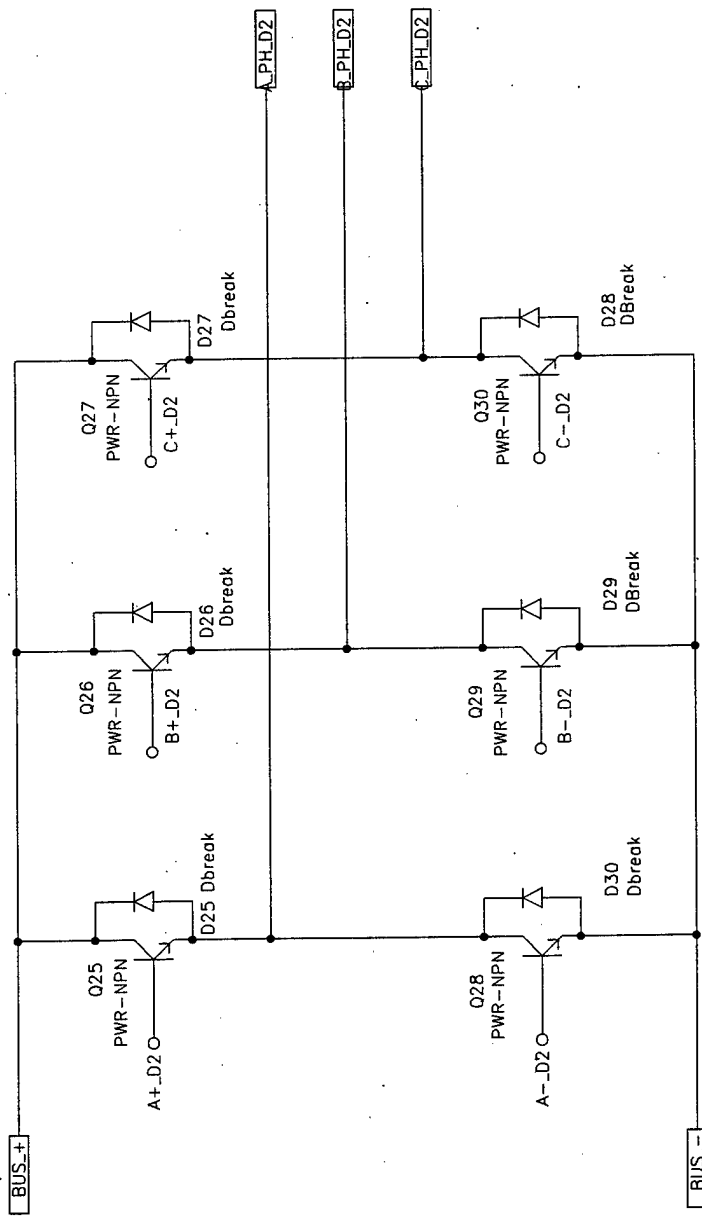 BUS_+
Q25
PWR-NPN
A+_D2
D25 Dbreak
Q26
PWR-NPN
B+_D2
D26
Dbreak
Q27
PWR-NPN
C+_D2
D27
Dbreak
A_PH_D2
B_PH_D2
C_PH_D2
Q28
PWR-NPN
A-_D2
D30
Dbreak
Q29
PWR-NPN
B-_D2
D29
DBreak
Q30
PWR-NPN
C-_D2
D28
DBreak
BUS_-